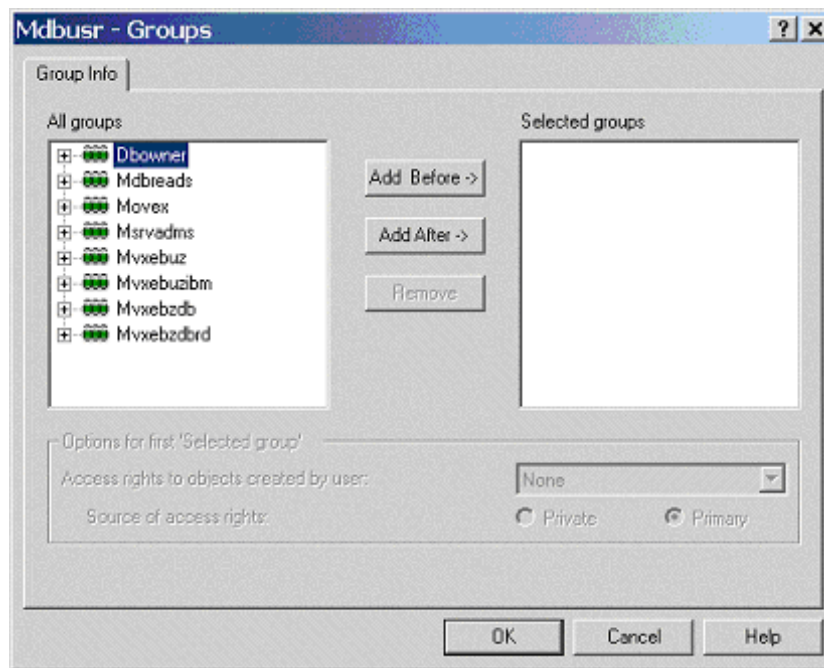 Mdbusr - Groups
Group Info
All groups
Selected groups
Dbowner
Mdbreads
Movex
Msrvadms
Mvxebuz
Mvxebuzibm
Mvxebzdb
Mvxebzdbrd
Add Before ->
Add After ->
Remove
Options for first 'Selected group'
Access rights to objects created by user:
None
Source of access rights:
Private
Primary
OK
Cancel
Help